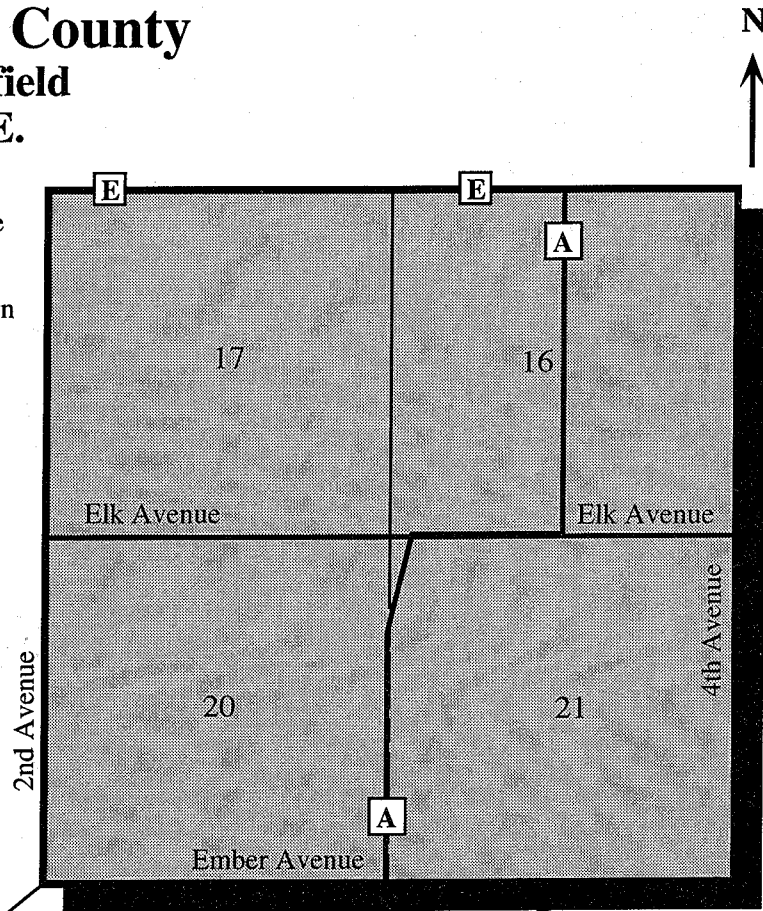 County
field
E.
e
n
N
E
E
A
17
16
Elk Avenue
Elk Avenue
2nd Avenue
4th Avenue
20
21
A
Ember Avenue